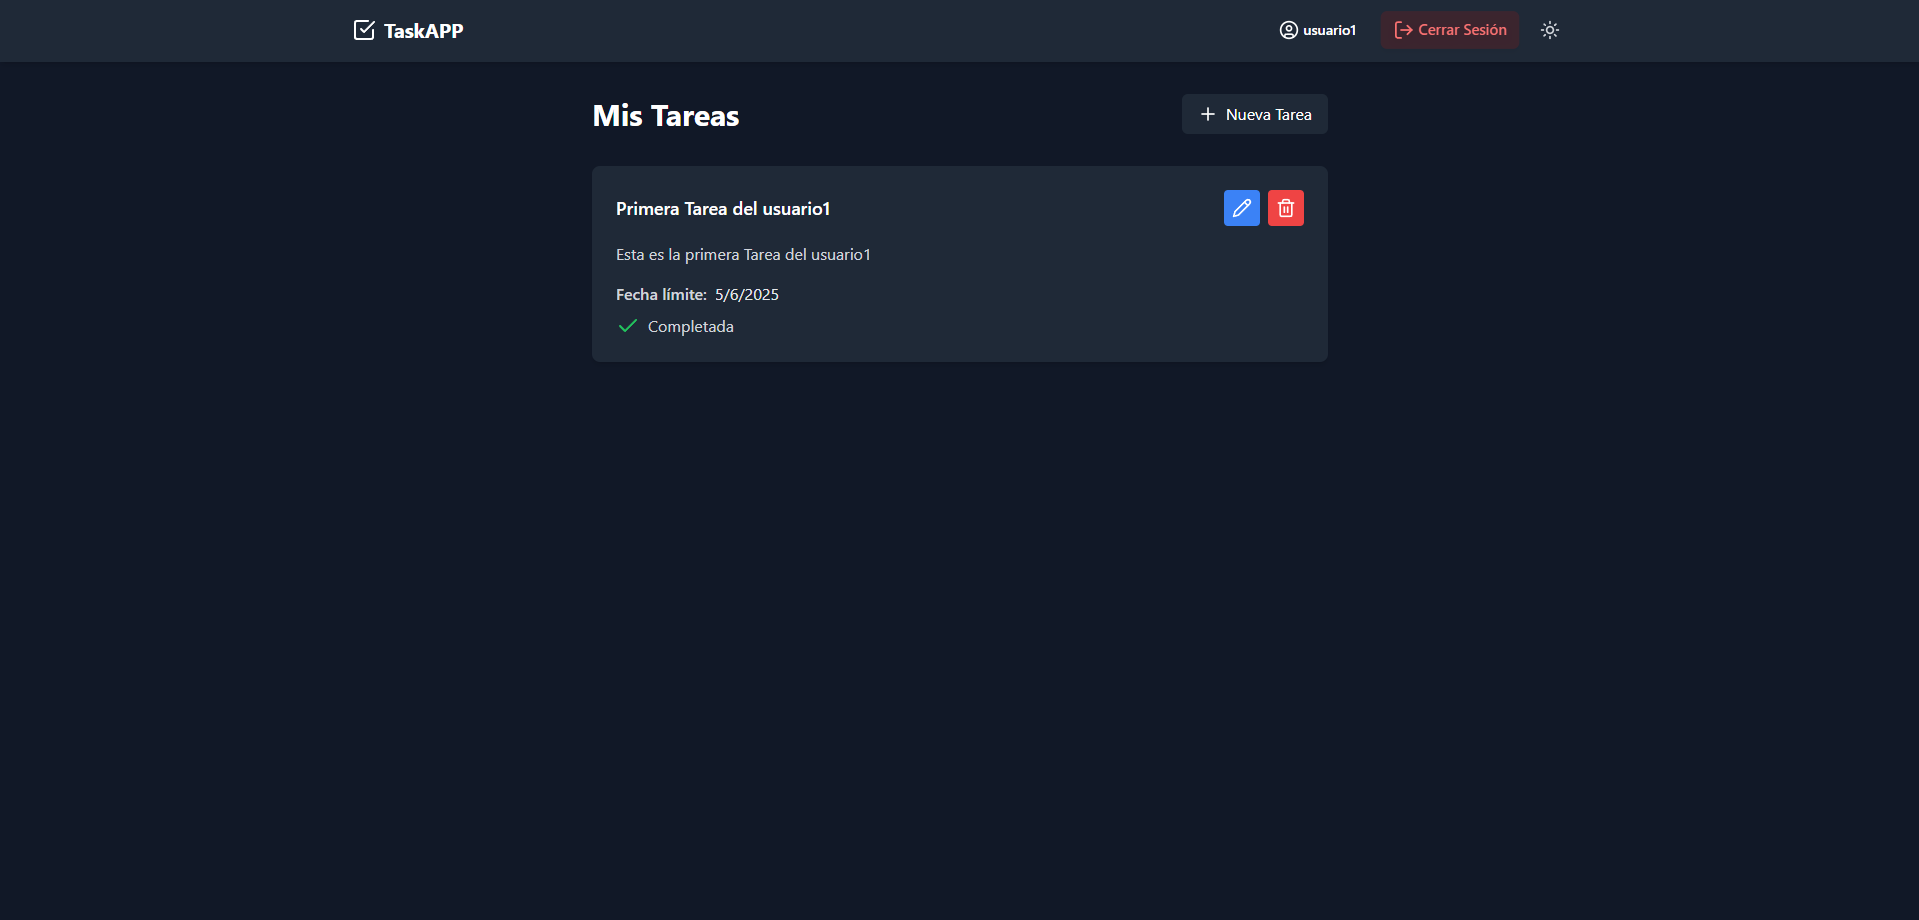 TaskAPP
usuario1
Cerrar Sesión
Mis Tareas
Nueva Tarea
Primera Tarea del usuario1
Esta es la primera Tarea del usuario1
Fecha límite: 5/6/2025
Completada